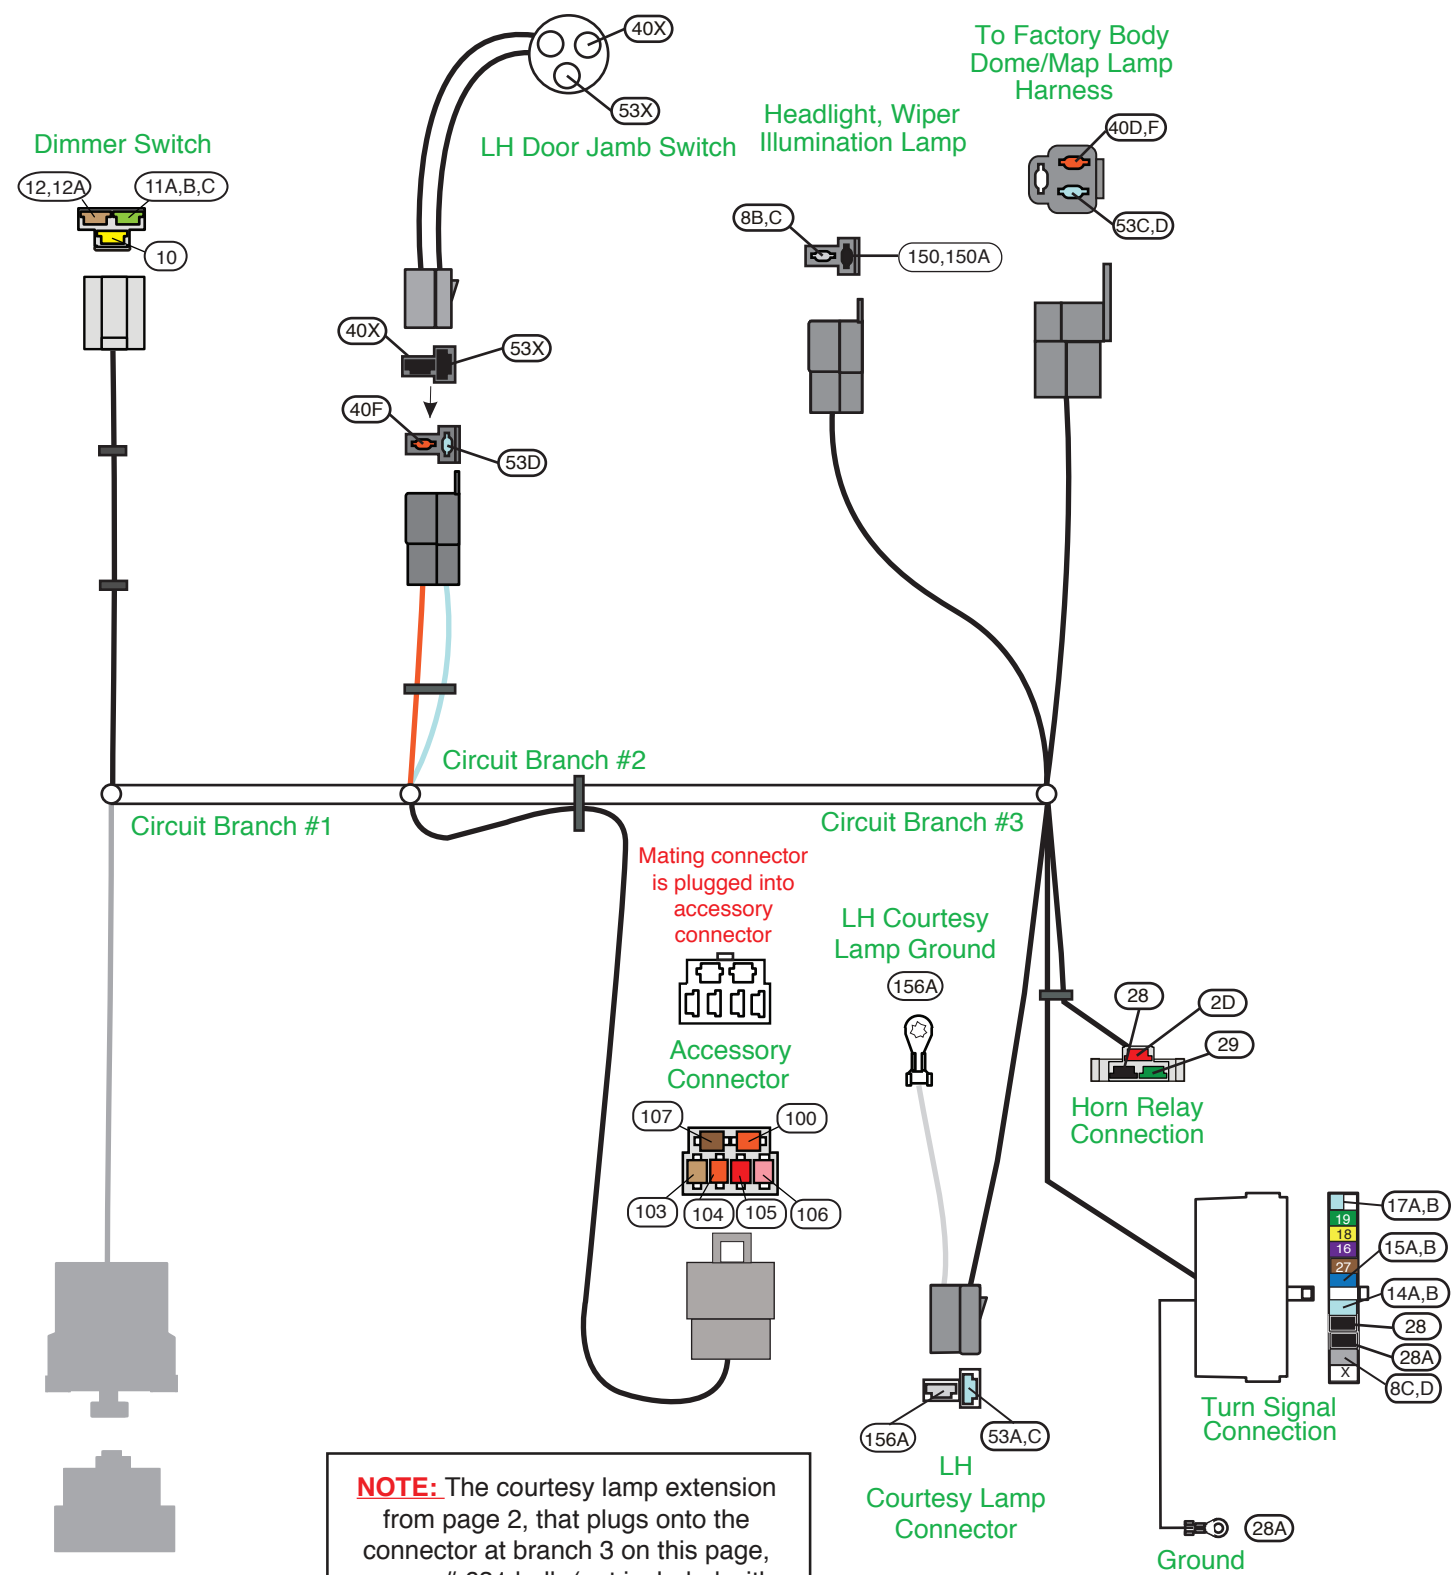 To Factory Body
Dome/Map Lamp
Harness
40X
53X
LH Door Jamb Switch
Headlight, Wiper
Illumination Lamp
40D,F
53C,D
Dimmer Switch
12,12A
11A,B,C
10
8B,C
150,150A
40X
53X
40F
53D
Circuit Branch #2
Circuit Branch #1
Circuit Branch #3
Mating connector
is plugged into
accessory
connector
LH Courtesy
Lamp Ground
156A
28
2D
29
Horn Relay
Connection
Accessory
Connector
107
100
103
104
105
106
17A,B
19
18
16
27
15A,B
14A,B
28
28A
X
8C,D
Turn Signal
Connection
156A
53A,C
LH
Courtesy Lamp
Connector
28A
Ground
NOTE: The courtesy lamp extension
from page 2, that plugs onto the
connector at branch 3 on this page,